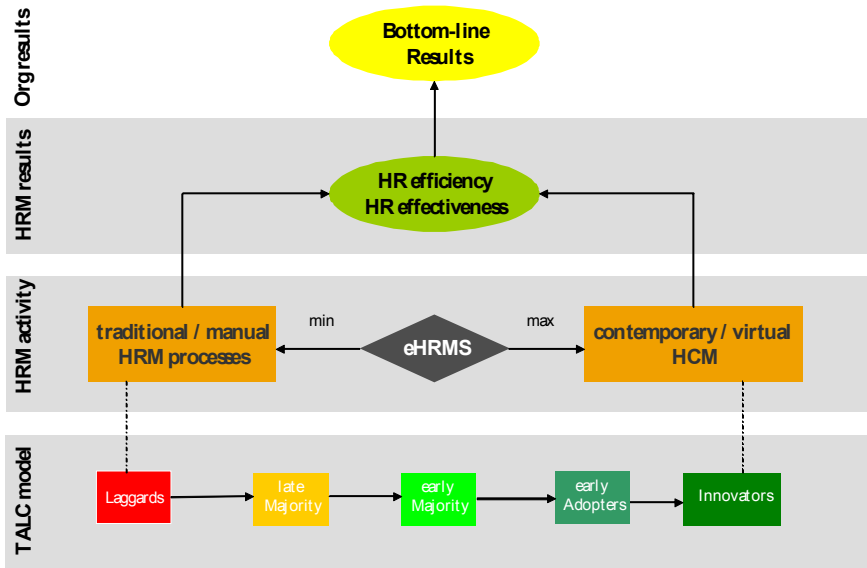 Org results
Bottom-line
Results
HRM results
HR efficiency
HR effectiveness
HRM activity
traditional / manual
HRM processes
min
eHRMS
max
contemporary / virtual
HCM
TALC model
Laggards
late
Majority
early
Majority
early
Adopters
Innovators